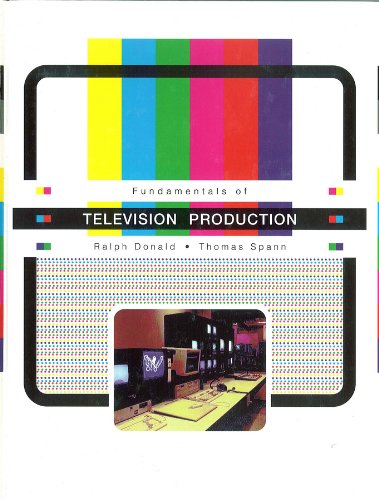 Fundamentals of
TELEVISION PRODUCTION
Ralph Donald • Thomas Spann